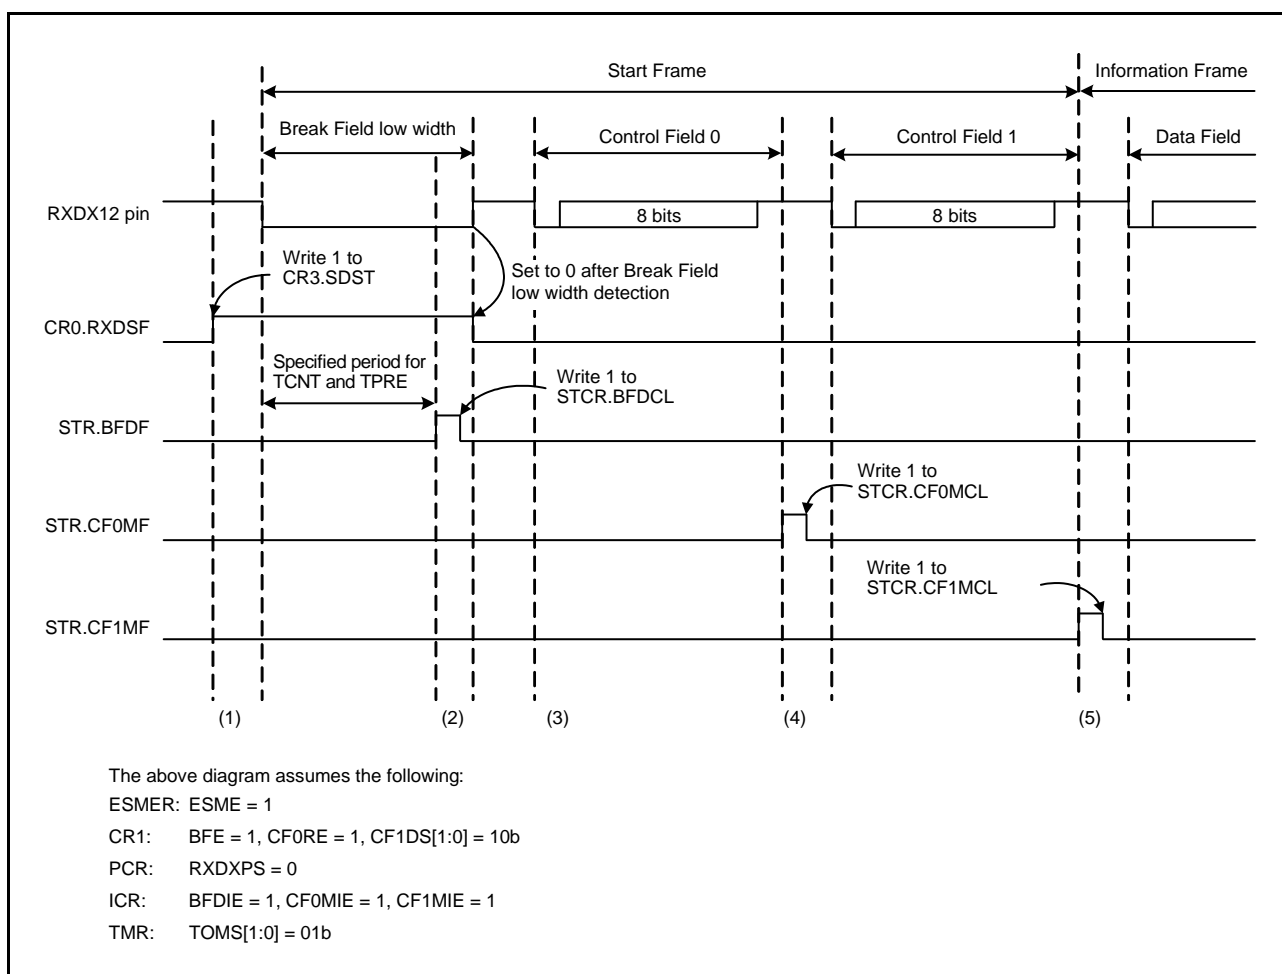 Start Frame
Information Frame
Break Field low width
Control Field 0
Control Field 1
Data Field
RXDX12 pin
8 bits
8 bits
Write 1 to
CR3.SDST
Set to 0 after Break Field
low width detection
CR0.RXDSF
Specified period for
TCNT and TPRE
Write 1 to
STCR.BFDCL
STR.BFDF
Write 1 to
STCR.CF0MCL
STR.CF0MF
Write 1 to
STCR.CF1MCL
STR.CF1MF
(1)
(2)
(3)
(4)
(5)
The above diagram assumes the following:
ESMER: ESME = 1
CR1: BFE = 1, CF0RE = 1, CF1DS[1:0] = 10b
PCR: RXDXPS = 0
ICR: BFDIE = 1, CF0MIE = 1, CF1MIE = 1
TMR: TOMS[1:0] = 01b